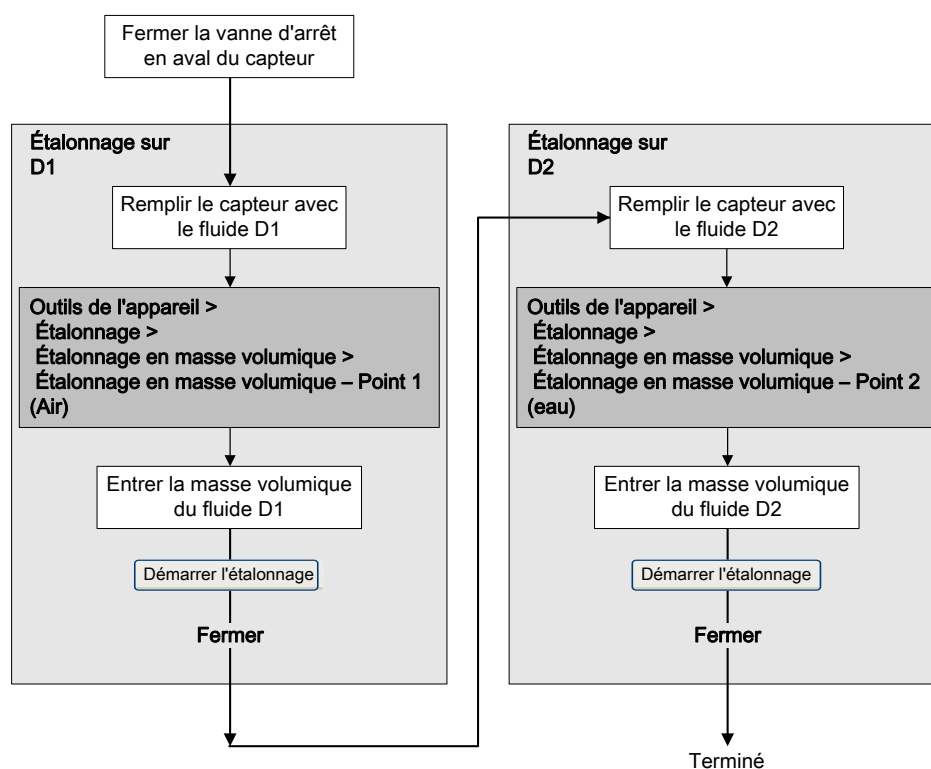 Fermer la vanne d'arrêt
en aval du capteur
Étalonnage sur
D1
Remplir le capteur avec
le fluide D1
Outils de l'appareil >
Étalonnage >
Étalonnage en masse volumique >
Étalonnage en masse volumique – Point 1
(Air)
Entrer la masse volumique
du fluide D1
Démarrer l'étalonnage
Fermer
Étalonnage sur
D2
Remplir le capteur avec
le fluide D2
Outils de l'appareil >
Étalonnage >
Étalonnage en masse volumique >
Étalonnage en masse volumique – Point 2
(eau)
Entrer la masse volumique
du fluide D2
Démarrer l'étalonnage
Fermer
Terminé